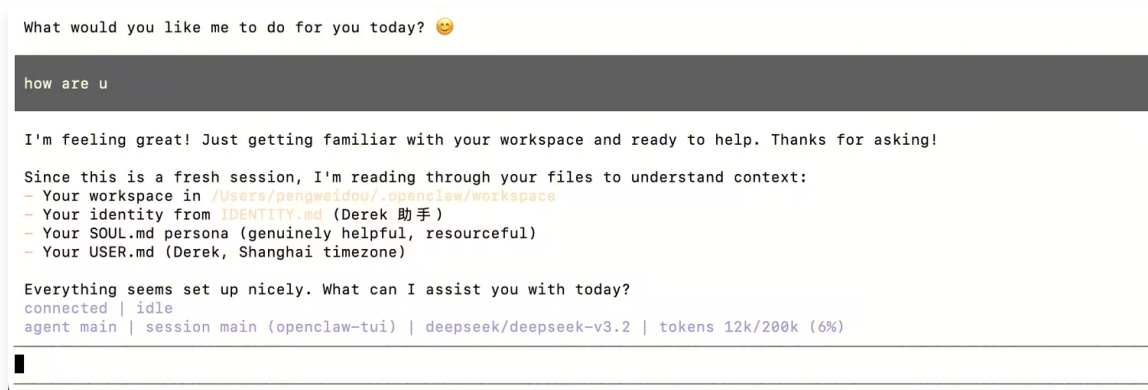 What would you like me to do for you today? 😊
how are u
I'm feeling great! Just getting familiar with your workspace and ready to help. Thanks for asking!
Since this is a fresh session, I'm reading through your files to understand context:
- Your workspace in /Users/pengweidou/.openclaw/workspace
- Your identity from IDENTITY.md (Derek 助手)
- Your SOUL.md persona (genuinely helpful, resourceful)
- Your USER.md (Derek, Shanghai timezone)
Everything seems set up nicely. What can I assist you with today?
connected | idle
agent main | session main (openclaw-tui) | deepseek/deepseek-v3.2 | tokens 12k/200k (6%)